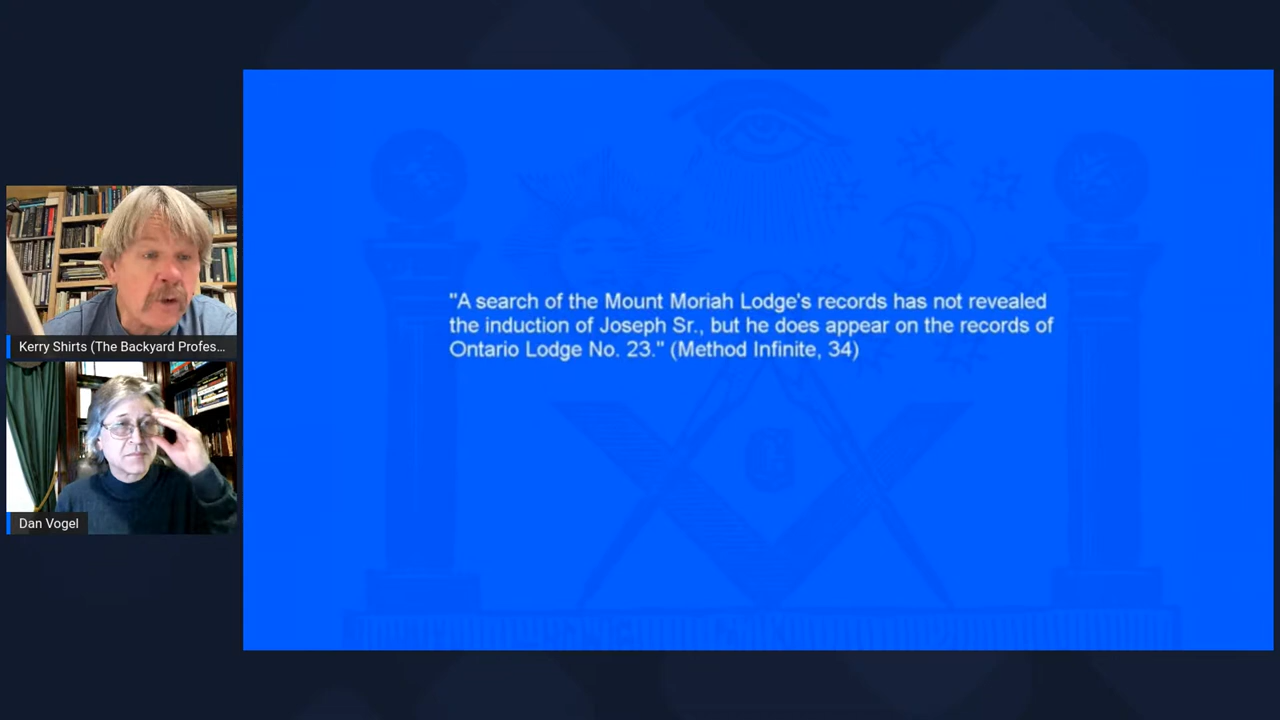 "A search of the Mount Moriah Lodge's records has not revealed
the induction of Joseph Sr., but he does appear on the records of
Ontario Lodge No. 23." (Method Infinite, 34)
G
Kerry Shirts (The Backyard Profes...
Dan Vogel